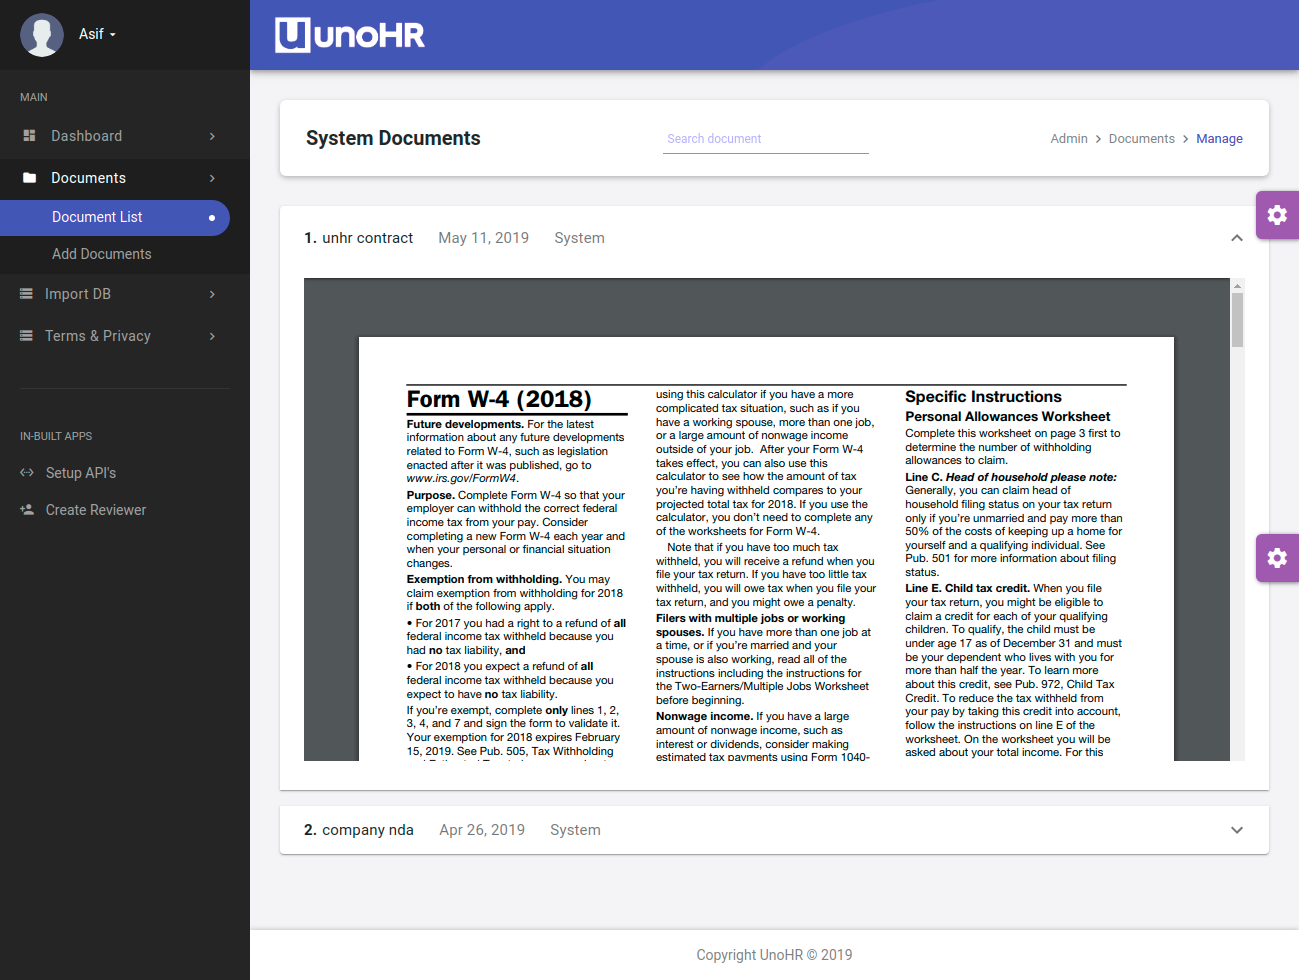 Asif
UnoHR
MAIN
Dashboard
Documents
Document List
Add Documents
Import DB
Terms & Privacy
IN-BUILT APPS
Setup API's
Create Reviewer
System Documents
Search document
Admin > Documents > Manage
1. unhr contract May 11, 2019 System
Form W-4 (2018)
Future developments. For the latest
information about any future developments
related to Form W-4, such as legislation
enacted after it was published, go to
www.irs.gov/FormW4.
Purpose. Complete Form W-4 so that your
employer can withhold the correct federal
income tax from your pay. Consider
completing a new Form W-4 each year and
when your personal or financial situation
changes.
Exemption from withholding. You may
claim exemption from withholding for 2018
if both of the following apply.
• For 2017 you had a right to a refund of all
federal income tax withheld because you
had no tax liability, and
• For 2018 you expect a refund of all
federal income tax withheld because you
expect to have no tax liability.
If you're exempt, complete only lines 1, 2,
3, 4, and 7 and sign the form to validate it.
Your exemption for 2018 expires February
15, 2019. See Pub. 505, Tax Withholding
using this calculator if you have a more
complicated tax situation, such as if you
have a working spouse, more than one job,
or a large amount of nonwage income
outside of your job. After your Form W-4
takes effect, you can also use this
calculator to see how the amount of tax
you're having withheld compares to your
projected total tax for 2018. If you use the
calculator, you don't need to complete any
of the worksheets for Form W-4.
Note that if you have too much tax
withheld, you will receive a refund when you
file your tax return. If you have too little tax
withheld, you will owe tax when you file your
tax return, and you might owe a penalty.
Filers with multiple jobs or working
spouses. If you have more than one job at
a time, or if you're married and your
spouse is also working, read all of the
instructions including the instructions for
the Two-Earners/Multiple Jobs Worksheet
before beginning.
Nonwage income. If you have a large
amount of nonwage income, such as
interest or dividends, consider making
estimated tax payments using Form 1040-
Specific Instructions
Personal Allowances Worksheet
Complete this worksheet on page 3 first to
determine the number of withholding
allowances to claim.
Line C. Head of household please note:
Generally, you can claim head of
household filing status on your tax return
only if you're unmarried and pay more than
50% of the costs of keeping up a home for
yourself and a qualifying individual. See
Pub. 501 for more information about filing
status.
Line E. Child tax credit. When you file
your tax return, you might be eligible to
claim a credit for each of your qualifying
children. To qualify, the child must be
under age 17 as of December 31 and must
be your dependent who lives with you for
more than half the year. To learn more
about this credit, see Pub. 972, Child Tax
Credit. To reduce the tax withheld from
your pay by taking this credit into account,
follow the instructions on line E of the
worksheet. On the worksheet you will be
asked about your total income. For this
2. company nda Apr 26, 2019 System
Copyright UnoHR © 2019